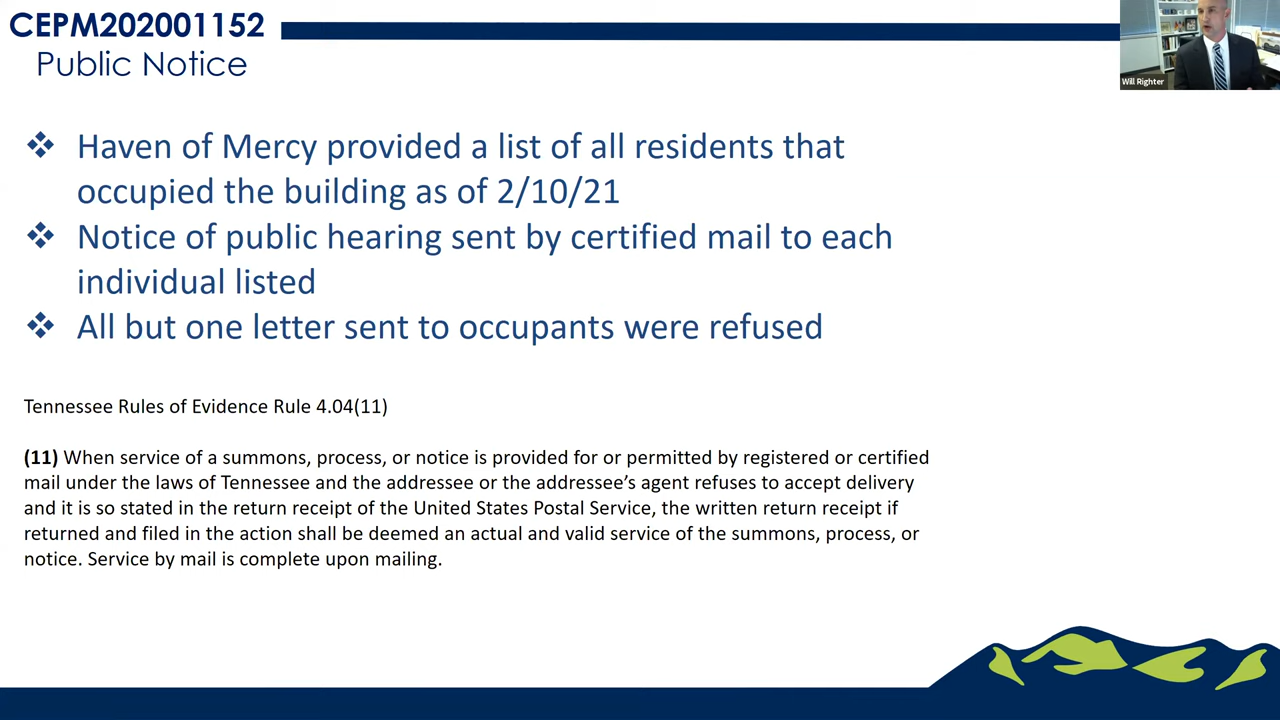 CEPM202001152
Public Notice
Will Righter
❖ Haven of Mercy provided a list of all residents that
occupied the building as of 2/10/21
❖ Notice of public hearing sent by certified mail to each
individual listed
❖ All but one letter sent to occupants were refused
Tennessee Rules of Evidence Rule 4.04(11)
(11) When service of a summons, process, or notice is provided for or permitted by registered or certified
mail under the laws of Tennessee and the addressee or the addressee’s agent refuses to accept delivery
and it is so stated in the return receipt of the United States Postal Service, the written return receipt if
returned and filed in the action shall be deemed an actual and valid service of the summons, process, or
notice. Service by mail is complete upon mailing.